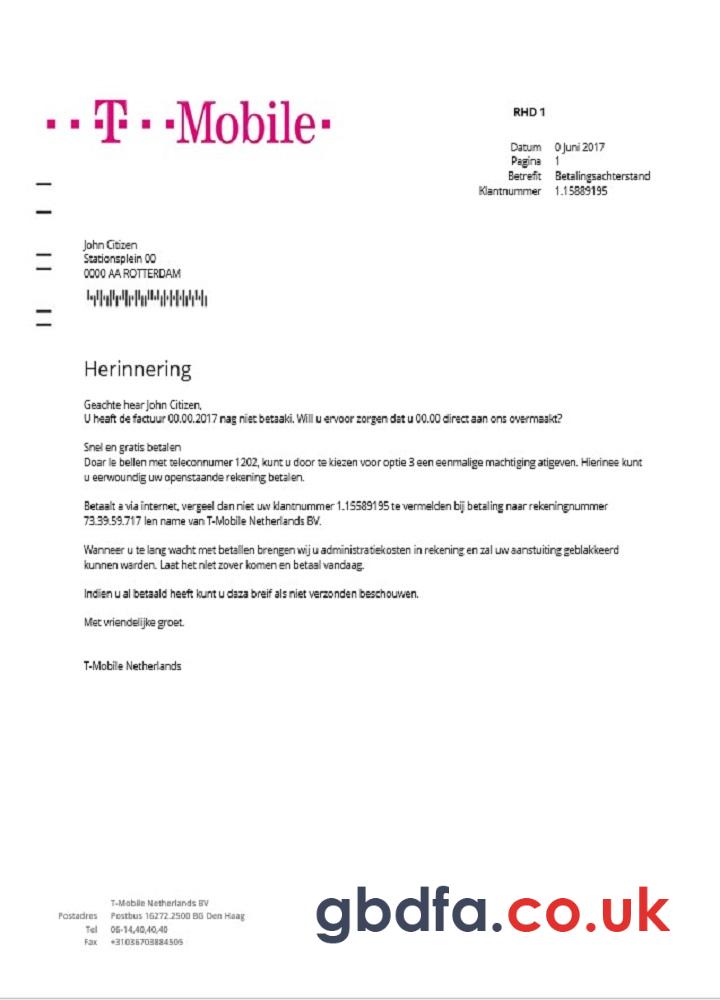 T Mobile
RHD 1
Datum 0 Juni 2017
Pagina 1
Betrefit Betalingsachterstand
Klantnummer 1.15889195
John Citizen
Stationsplein 00
0000 AA ROTTERDAM
Herinnering
Geachte hear John Citizen,
U heaft de factuur 00.00.2017 nag niet betaaki. Will u ervoor zorgen dat u 00.00 direct aan ons overmaakt?
Snel en gratis betalen
Doar le bellen met teleconnumer 1202, kunt u door te kiezen voor optie 3 een eenmalige machtiging atigeven. Hierinee kunt
u eerwoundig uw openstaande rekening betalen.
Betaalt a via internet, vergeel dan niet uw klantnummer 1.15589195 te vermelden bij betaling naar rekeningnummer
73.39.59.717 len name van T-Mobile Netherlands BV.
Wanneer u te lang wacht met betallen brengen wij u administratiekosten in rekening en zal uw aanstuiting geblakkeerd
kunnen warden. Laat het niet zover komen en betaal vandaag.
Indien u al betaald heeft kunt u daza breif als niet verzonden beschouwen.
Met vriendelijke groet.
T-Mobile Netherlands
T-Mobile Netherlands BV
Postadres Postbus 16272.2500 BG Den Haag
Tel 06-14,40,40,40
Fax +31036703884505
gbdfa.co.uk